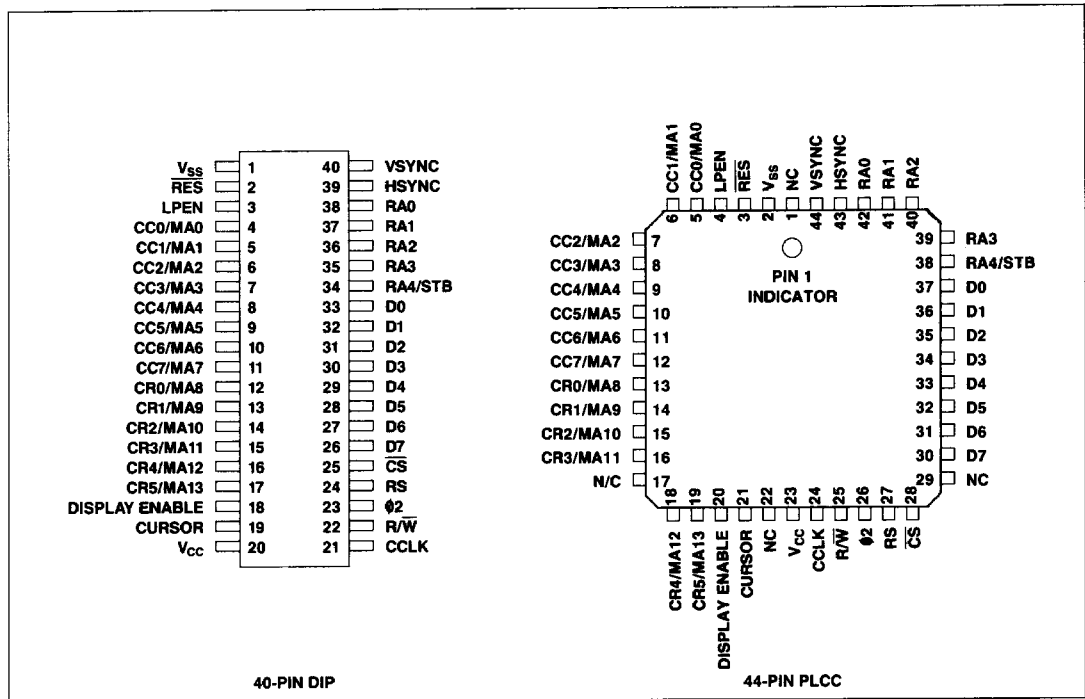 VSS 1 40 VSYNC
R̅E̅S̅ 2 39 HSYNC
LPEN 3 38 RA0
CC0/MA0 4 37 RA1
CC1/MA1 5 36 RA2
CC2/MA2 6 35 RA3
CC3/MA3 7 34 RA4/STB
CC4/MA4 8 33 D0
CC5/MA5 9 32 D1
CC6/MA6 10 31 D2
CC7/MA7 11 30 D3
CR0/MA8 12 29 D4
CR1/MA9 13 28 D5
CR2/MA10 14 27 D6
CR3/MA11 15 26 D7
CR4/MA12 16 25 C̅S̅
CR5/MA13 17 24 RS
DISPLAY ENABLE 18 23 φ2
CURSOR 19 22 R/W̅
VCC 20 21 CCLK
40-PIN DIP
CC1/MA1
CC0/MA0
LPEN
R̅E̅S̅
VSS
NC
VSYNC
HSYNC
RA0
RA1
RA2
6 5 4 3 2 1 44 43 42 41 40
PIN 1
INDICATOR
CC2/MA2 7
CC3/MA3 8
CC4/MA4 9
CC5/MA5 10
CC6/MA6 11
CC7/MA7 12
CR0/MA8 13
CR1/MA9 14
CR2/MA10 15
CR3/MA11 16
N/C 17
39 RA3
38 RA4/STB
37 D0
36 D1
35 D2
34 D3
33 D4
32 D5
31 D6
30 D7
29 NC
18 19 20 21 22 23 24 25 26 27 28
CR4/MA12
CR5/MA13
DISPLAY ENABLE
CURSOR
NC
VCC
CCLK
R/W̅
φ2
RS
C̅S̅
44-PIN PLCC